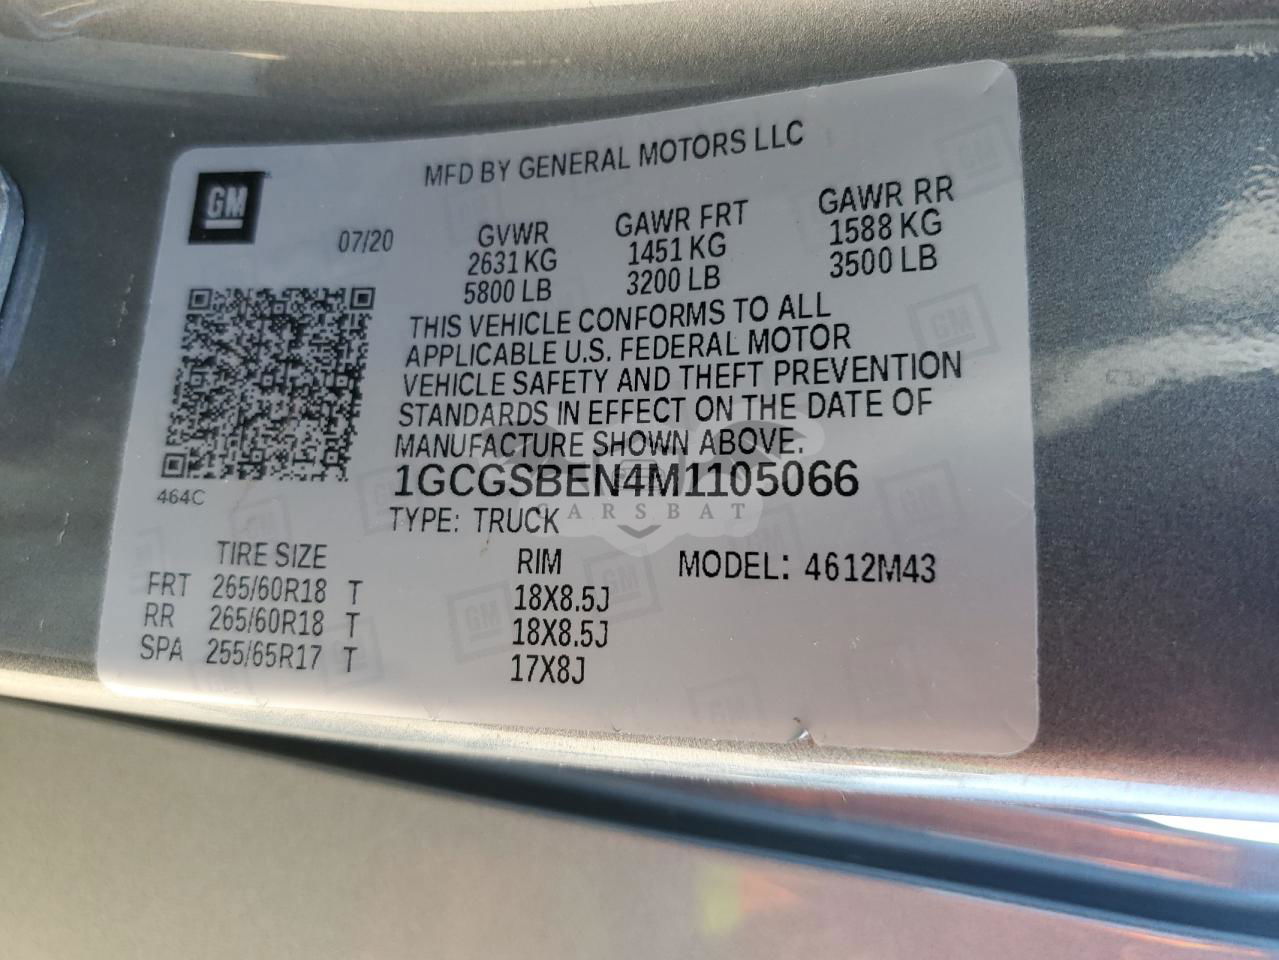 MFD BY GENERAL MOTORS LLC
GM
07/20
GVWR GAWR FRT GAWR RR
2631 KG 1451 KG 1588 KG
5800 LB 3200 LB 3500 LB
THIS VEHICLE CONFORMS TO ALL
APPLICABLE U.S. FEDERAL MOTOR
VEHICLE SAFETY AND THEFT PREVENTION
STANDARDS IN EFFECT ON THE DATE OF
MANUFACTURE SHOWN ABOVE.
1GCGSBEN4M1105066
464C
TYPE: TRUCK
CARSBAT
TIRE SIZE RIM MODEL: 4612M43
FRT 265/60R18 T 18X8.5J
RR 265/60R18 T 18X8.5J
SPA 255/65R17 T 17X8J